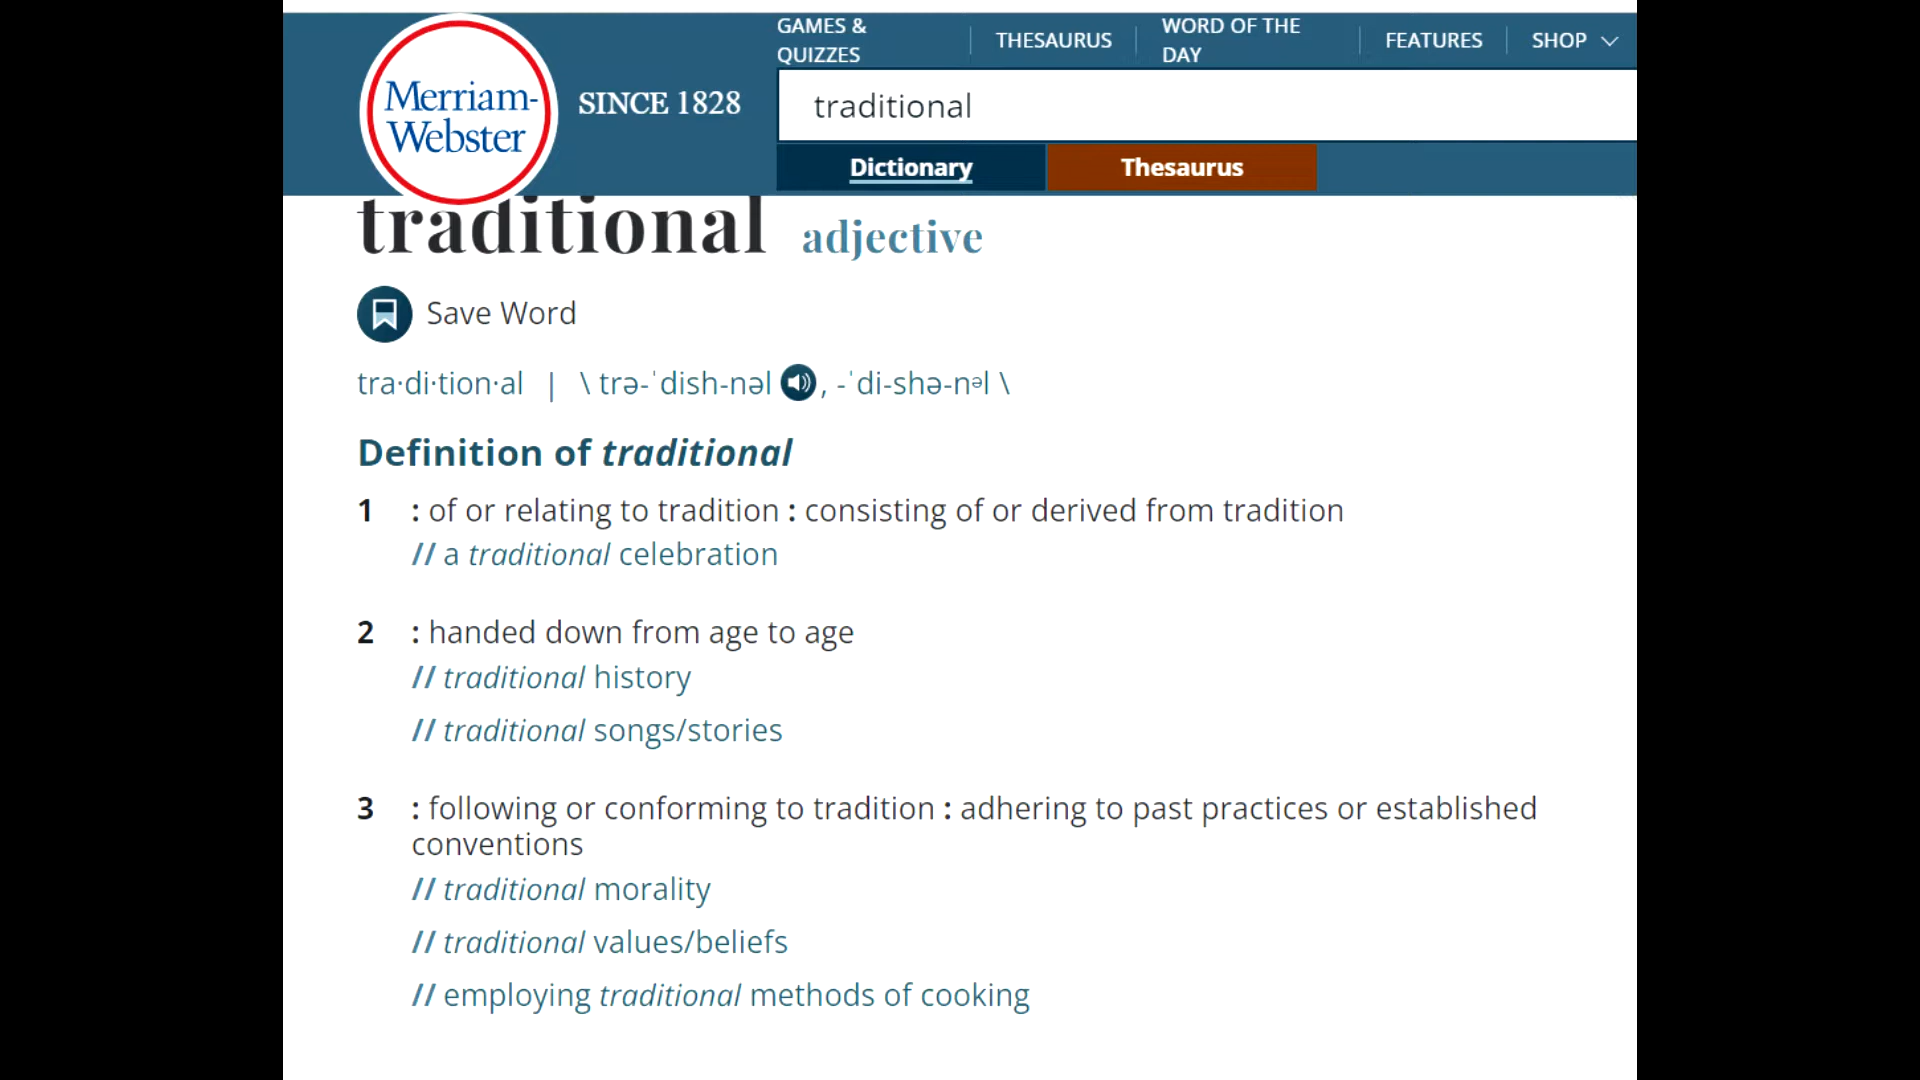 GAMES & QUIZZES
THESAURUS
WORD OF THE DAY
FEATURES
SHOP
Merriam-
Webster
SINCE 1828
traditional
Dictionary
Thesaurus
traditional adjective
Save Word
tra·di·tion·al | \ trə-ˈdish-nəl , -ˈdi-shə-nᵊl \
Definition of traditional
1 : of or relating to tradition : consisting of or derived from tradition
// a traditional celebration
2 : handed down from age to age
// traditional history
// traditional songs/stories
3 : following or conforming to tradition : adhering to past practices or established
conventions
// traditional morality
// traditional values/beliefs
// employing traditional methods of cooking